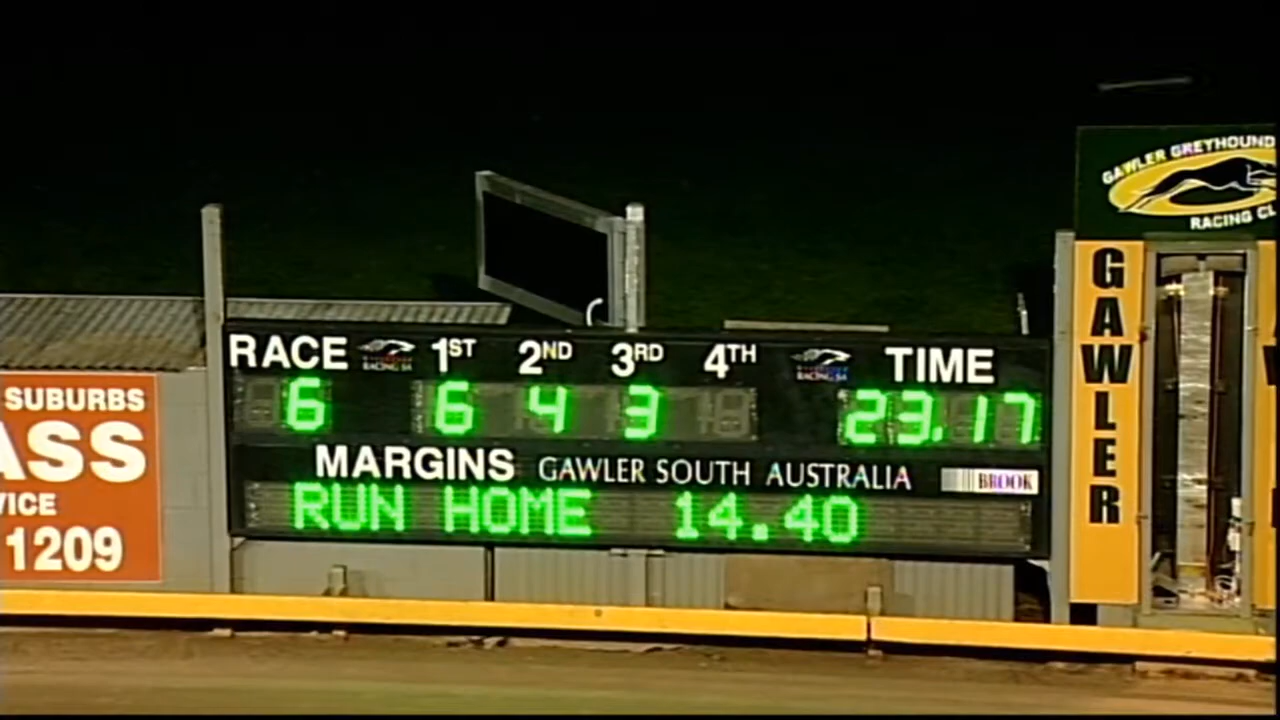 GAWLER GREYHOUND
RACING CL
GAWLER
SUBURBS
ASS
VICE
1209
RACE 1ST 2ND 3RD 4TH TIME
6 6 4 3 23.17
MARGINS GAWLER SOUTH AUSTRALIA BROOK
RUN HOME 14.40